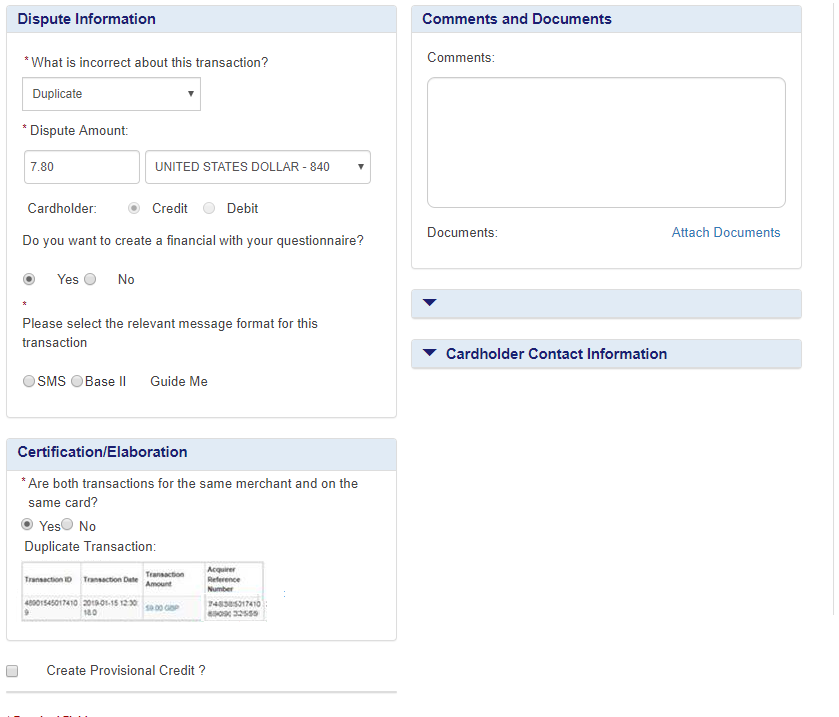 Dispute Information
* What is incorrect about this transaction?
Duplicate
* Dispute Amount:
7.80 UNITED STATES DOLLAR - 840
Cardholder: Credit Debit
Do you want to create a financial with your questionnaire?
Yes No
*
Please select the relevant message format for this
transaction
SMS Base II Guide Me
Certification/Elaboration
* Are both transactions for the same merchant and on the
same card?
Yes No
Duplicate Transaction:
Transaction ID Transaction Date Transaction Amount Acquirer Reference Number
2019-01-15 12:30:
59.00 GBP
:
Create Provisional Credit ?
Comments and Documents
Comments:
Documents: Attach Documents
Cardholder Contact Information